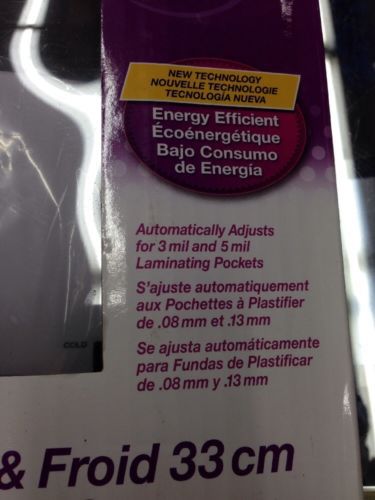 NEW TECHNOLOGY
NOUVELLE TECHNOLOGIE
TECNOLOGÍA NUEVA
Energy Efficient
Écoénergétique
Bajo Consumo
de Energía
Automatically Adjusts
for 3 mil and 5 mil
Laminating Pockets
S'ajuste automatiquement
aux Pochettes à Plastifier
de .08 mm et .13 mm
Se ajusta automáticamente
para Fundas de Plastificar
de .08 mm y .13 mm
COLD
& Froid 33 cm